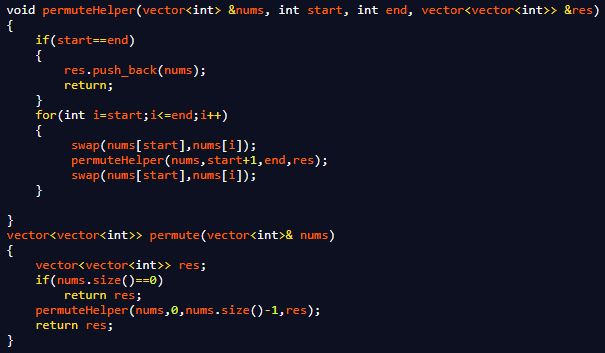 void permuteHelper(vector<int> &nums, int start, int end, vector<vector<int>> &res)
{
    if(start==end)
    {
        res.push_back(nums);
        return;
    }
    for(int i=start;i<=end;i++)
    {
         swap(nums[start],nums[i]);
         permuteHelper(nums,start+1,end,res);
         swap(nums[start],nums[i]);
    }

}
vector<vector<int>> permute(vector<int>& nums)
{
    vector<vector<int>> res;
    if(nums.size()==0)
        return res;
    permuteHelper(nums,0,nums.size()-1,res);
    return res;
}